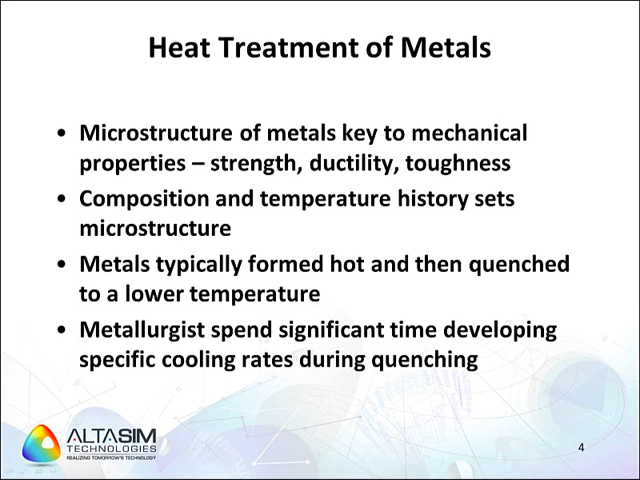 Heat Treatment of Metals
• Microstructure of metals key to mechanical
properties – strength, ductility, toughness
• Composition and temperature history sets
microstructure
• Metals typically formed hot and then quenched
to a lower temperature
• Metallurgist spend significant time developing
specific cooling rates during quenching
ALTASIM
TECHNOLOGIES
REALIZING TOMORROW'S TECHNOLOGY
4